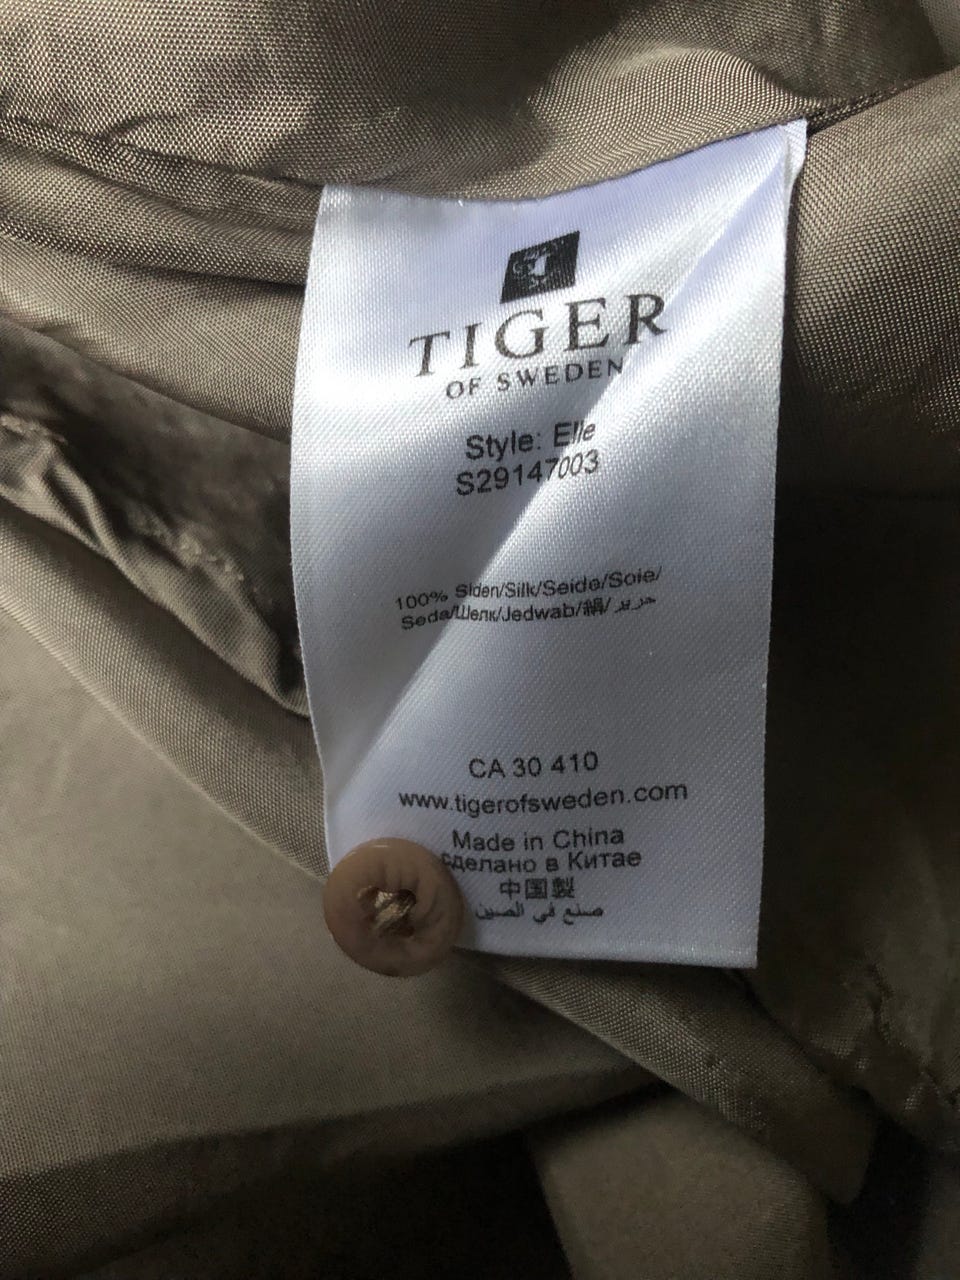 TIGER
OF SWEDEN
Style: Elle
S29147003
100% Siden/Silk/Seide/Soie/
Seda/Шелк/Jedwab/絹/حرير
CA 30 410
www.tigerofsweden.com
Made in China
сделано в Китае
中国製
صنع في الصين